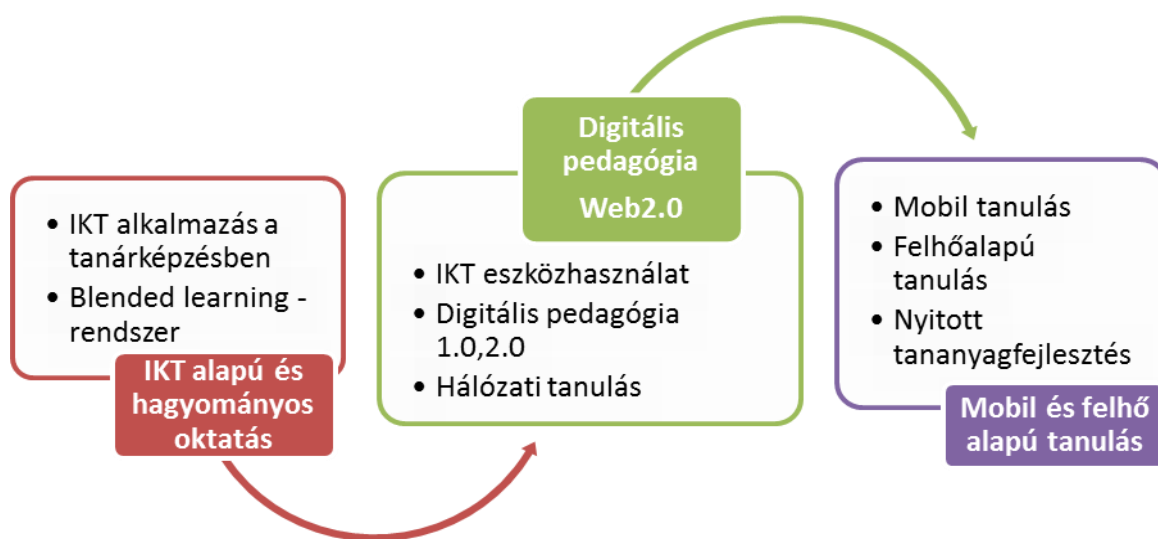 • IKT alkalmazás a
tanárképzésben
• Blended learning -
rendszer
IKT alapú és
hagyományos
oktatás
Digitális
pedagógia
Web2.0
• IKT eszközhasználat
• Digitális pedagógia
1.0,2.0
• Hálózati tanulás
• Mobil tanulás
• Felhőalapú
tanulás
• Nyitott
tananyagfejlesztés
Mobil és felhő
alapú tanulás